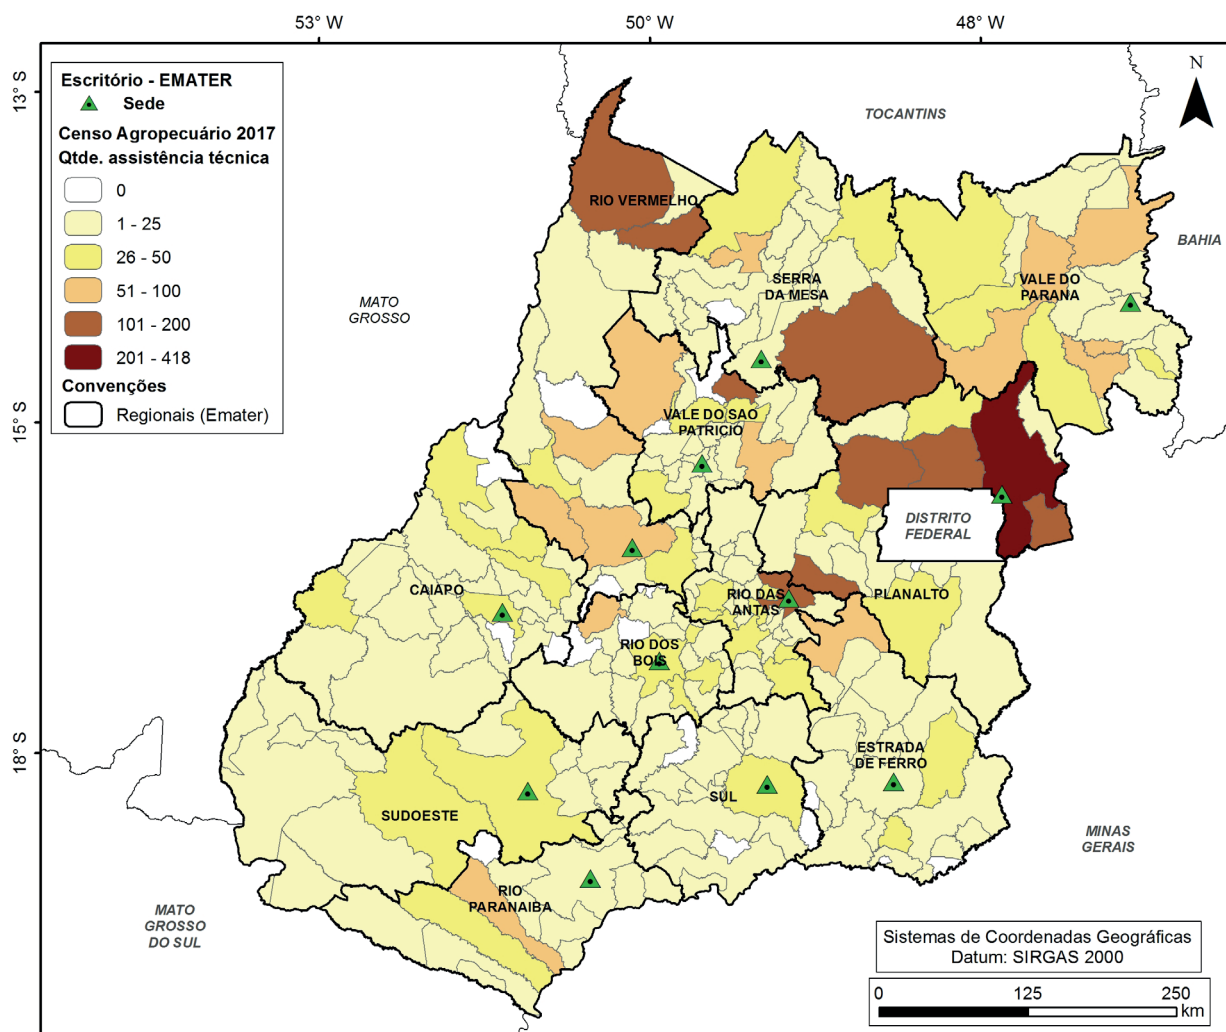 53° W
50° W
48° W
13° S
15° S
18° S
Escritório - EMATER
Sede
Censo Agropecuário 2017
Qtde. assistência técnica
0
1 - 25
26 - 50
51 - 100
101 - 200
201 - 418
Convenções
Regionais (Emater)
N
TOCANTINS
BAHIA
MATO
GROSSO
RIO VERMELHO
SERRA
DA MESA
VALE DO
PARANA
VALE DO SAO
PATRICIO
DISTRITO
FEDERAL
CAIAPO
RIO DAS
ANTAS
PLANALTO
RIO DOS
BOIS
ESTRADA
DE FERRO
SUL
SUDOESTE
RIO
PARANAIBA
MINAS
GERAIS
MATO
GROSSO
DO SUL
Sistemas de Coordenadas Geográficas
Datum: SIRGAS 2000
0 125 250
km